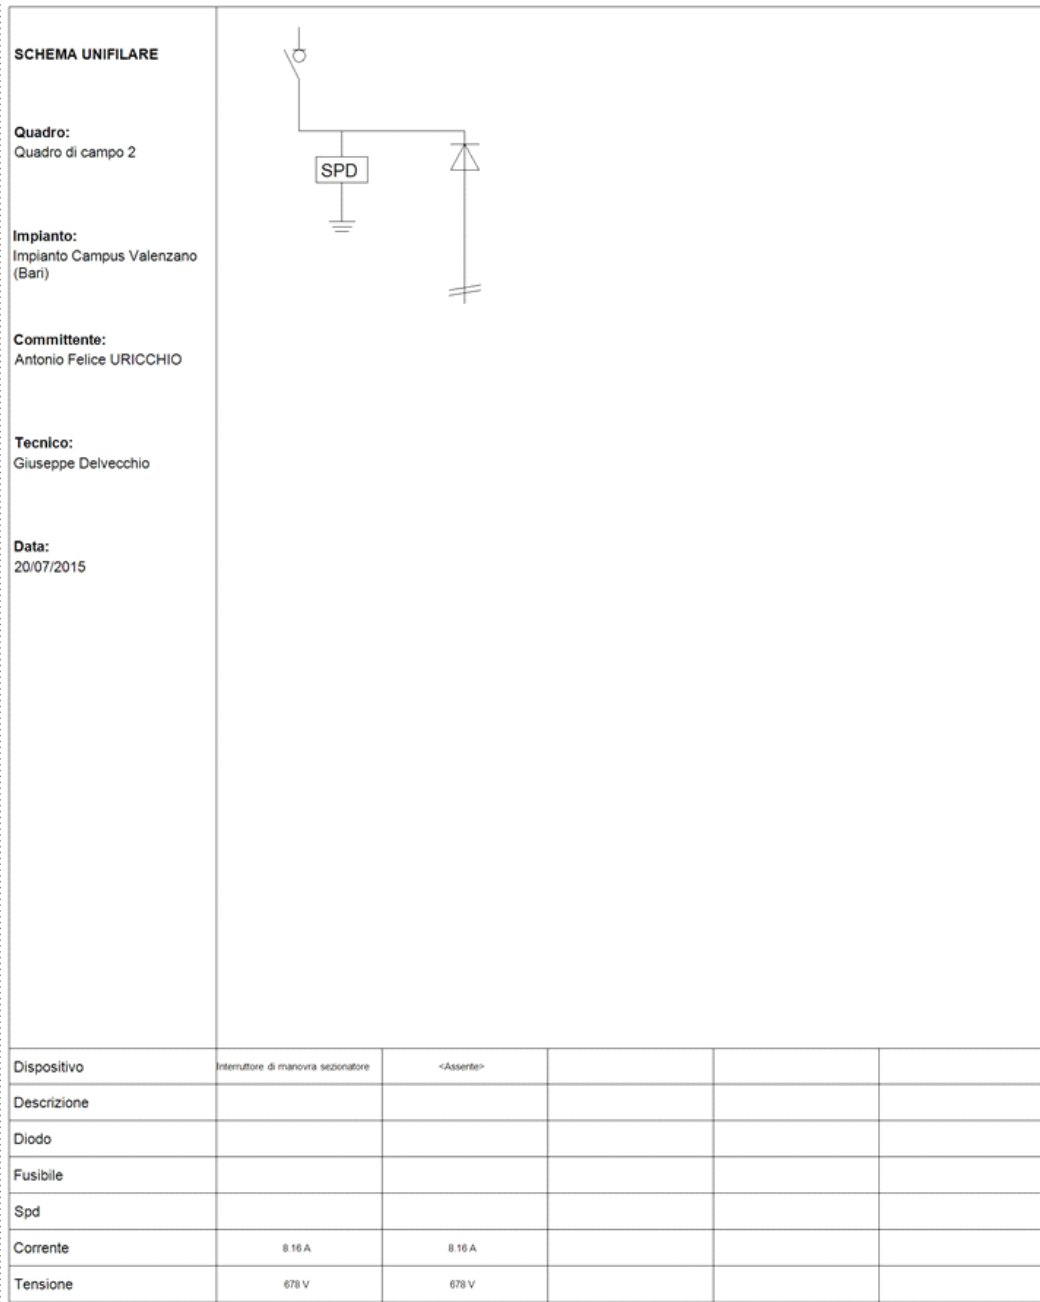 SCHEMA UNIFILARE
Quadro:
Quadro di campo 2
Impianto:
Impianto Campus Valenzano
(Bari)
Committente:
Antonio Felice URICCHIO
Tecnico:
Giuseppe Delvecchio
Data:
20/07/2015
SPD
Dispositivo Interruttore di manovra sezionatore <Assente>
Descrizione
Diodo
Fusibile
Spd
Corrente 8.16 A 8.16 A
Tensione 678 V 678 V